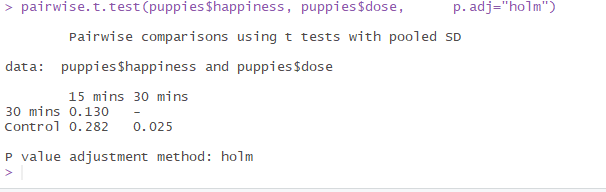 > pairwise.t.test(puppies$happiness, puppies$dose,      p.adj="holm")
        Pairwise comparisons using t tests with pooled SD
data:  puppies$happiness and puppies$dose
        15 mins 30 mins
30 mins 0.130   -
Control 0.282   0.025
P value adjustment method: holm
>